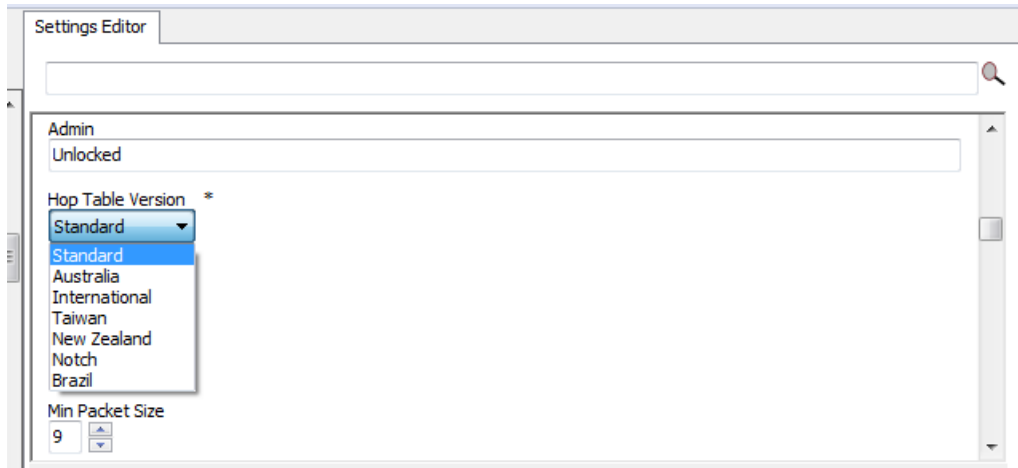 Settings Editor
Admin
Unlocked
Hop Table Version *
Standard
Standard
Australia
International
Taiwan
New Zealand
Notch
Brazil
Min Packet Size
9